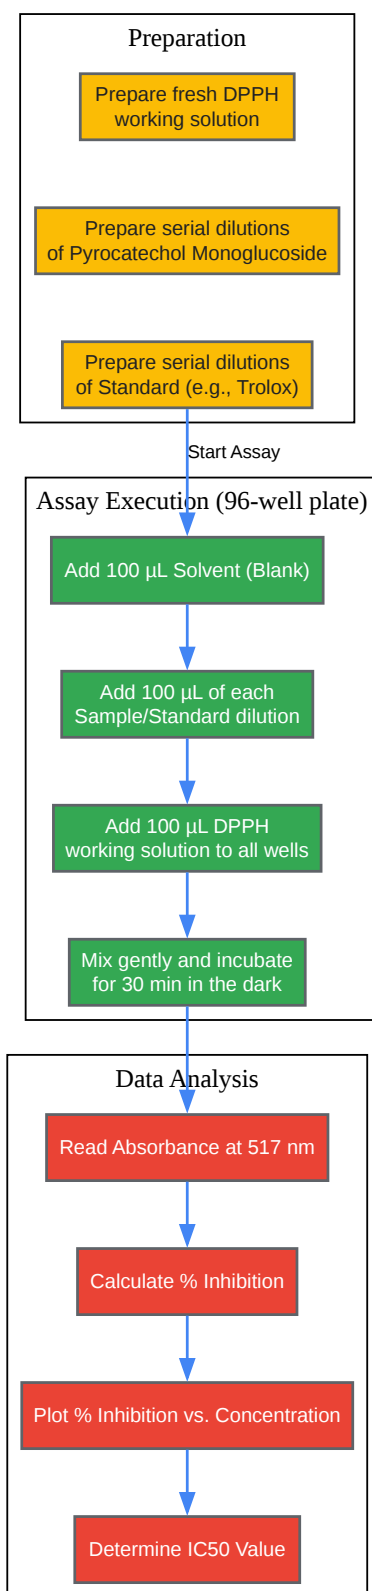 Preparation
Prepare fresh DPPH
working solution
Prepare serial dilutions
of Pyrocatechol Monoglucoside
Prepare serial dilutions
of Standard (e.g., Trolox)
Start Assay
Assay Execution (96-well plate)
Add 100 µL Solvent (Blank)
Add 100 µL of each
Sample/Standard dilution
Add 100 µL DPPH
working solution to all wells
Mix gently and incubate
for 30 min in the dark
Data Analysis
Read Absorbance at 517 nm
Calculate % Inhibition
Plot % Inhibition vs. Concentration
Determine IC50 Value